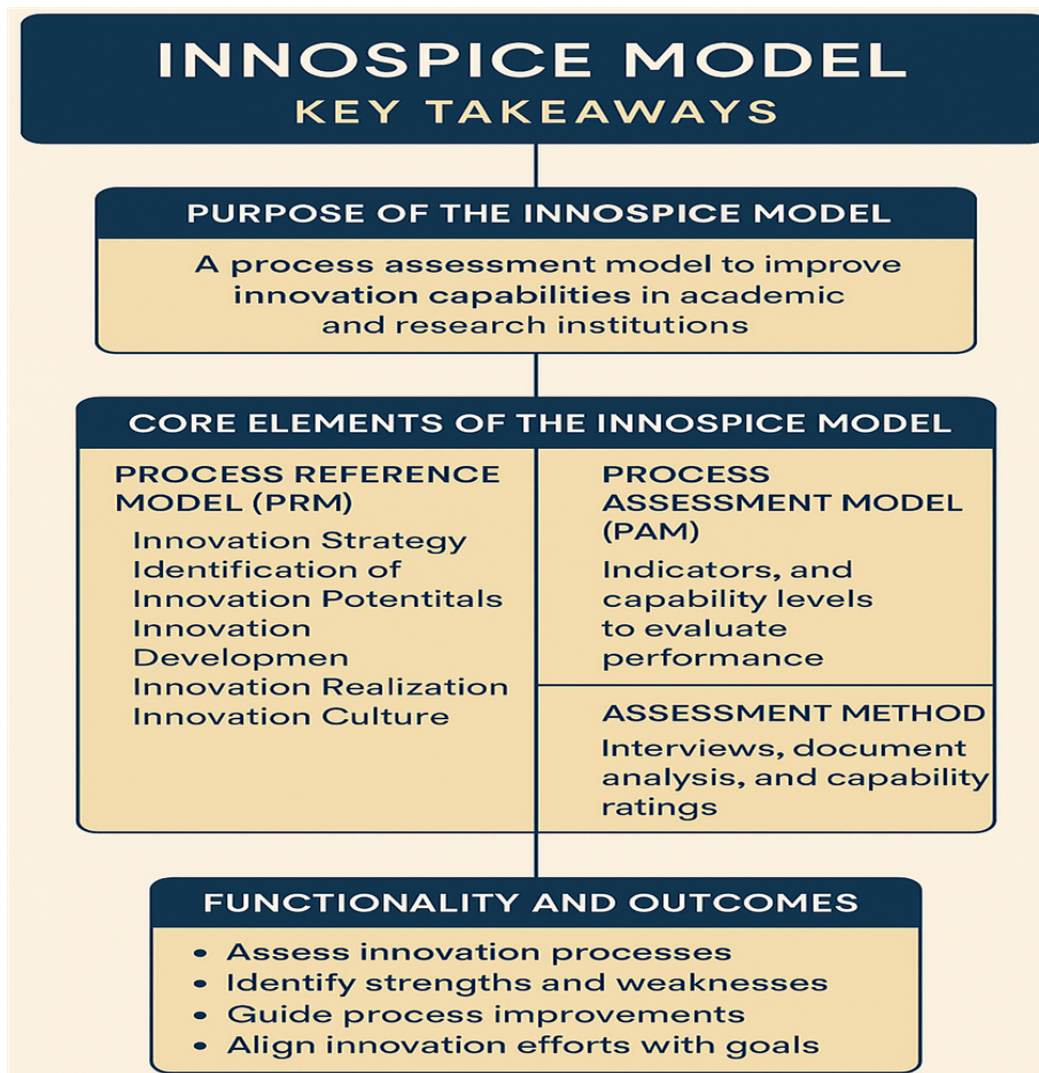 INNOSPICE MODEL
KEY TAKEAWAYS
PURPOSE OF THE INNOSPICE MODEL
A process assessment model to improve
innovation capabilities in academic
and research institutions
CORE ELEMENTS OF THE INNOSPICE MODEL
PROCESS REFERENCE
MODEL (PRM)
Innovation Strategy
Identification of
Innovation Potentitals
Innovation
Developmen
Innovation Realization
Innovation Culture
PROCESS
ASSESSMENT MODEL
(PAM)
Indicators, and
capability levels
to evaluate
performance
ASSESSMENT METHOD
Interviews, document
analysis, and capability
ratings
FUNCTIONALITY AND OUTCOMES
• Assess innovation processes
• Identify strengths and weaknesses
• Guide process improvements
• Align innovation efforts with goals